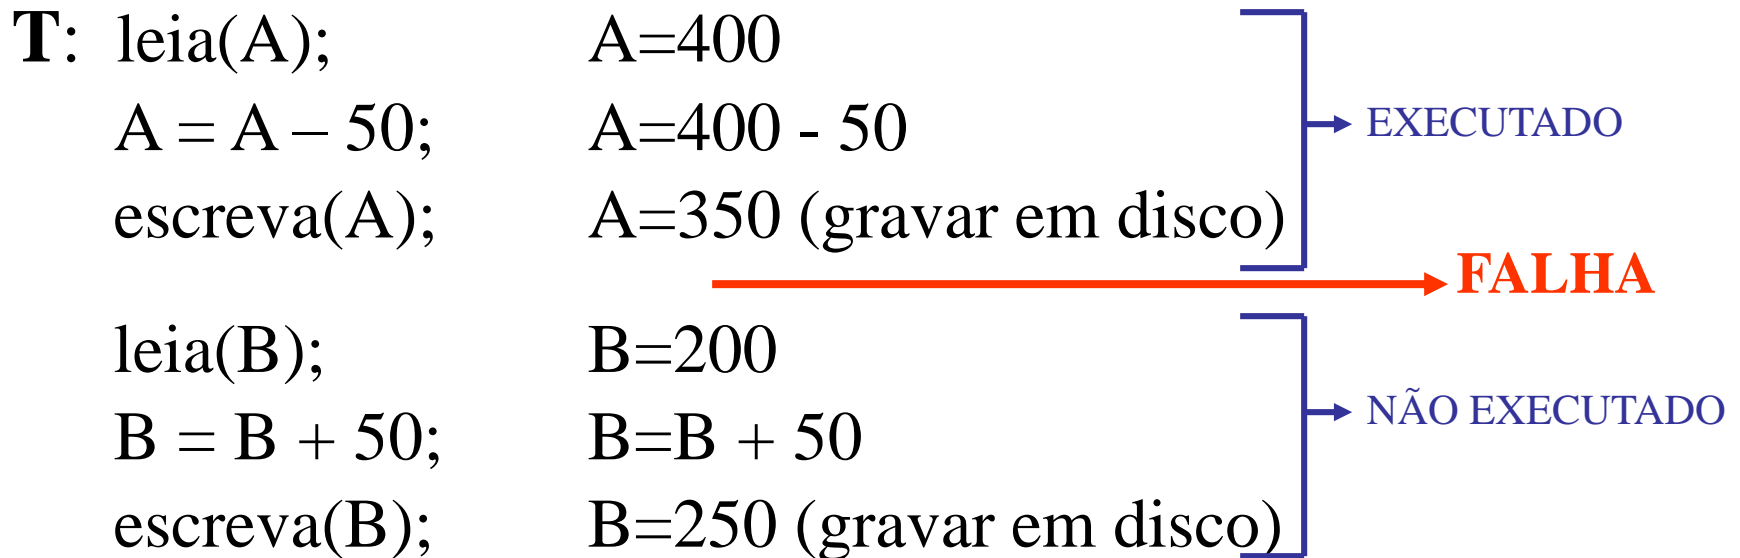 T: leia(A); A=400
A = A – 50; A=400 - 50
EXECUTADO
escreva(A); A=350 (gravar em disco)
FALHA
leia(B); B=200
NÃO EXECUTADO
B = B + 50; B=B + 50
escreva(B); B=250 (gravar em disco)